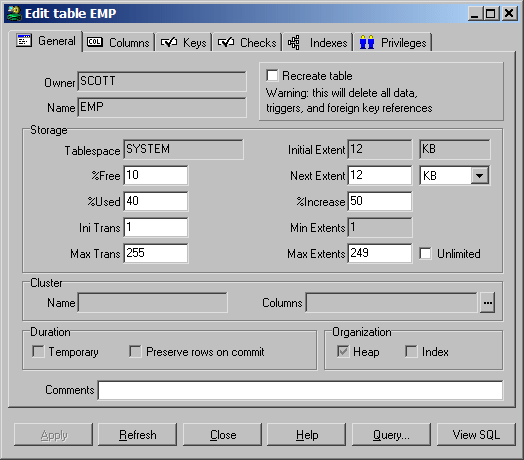 Edit table EMP
General Columns Keys Checks Indexes Privileges
Owner SCOTT
Name EMP
Recreate table
Warning: this will delete all data,
triggers, and foreign key references
Storage
Tablespace SYSTEM Initial Extent 12 KB
%Free 10 Next Extent 12 KB
%Used 40 %Increase 50
Ini Trans 1 Min Extents 1
Max Trans 255 Max Extents 249 Unlimited
Cluster
Name Columns ...
Duration Organization
Temporary Preserve rows on commit Heap Index
Comments
Apply Refresh Close Help Query... View SQL